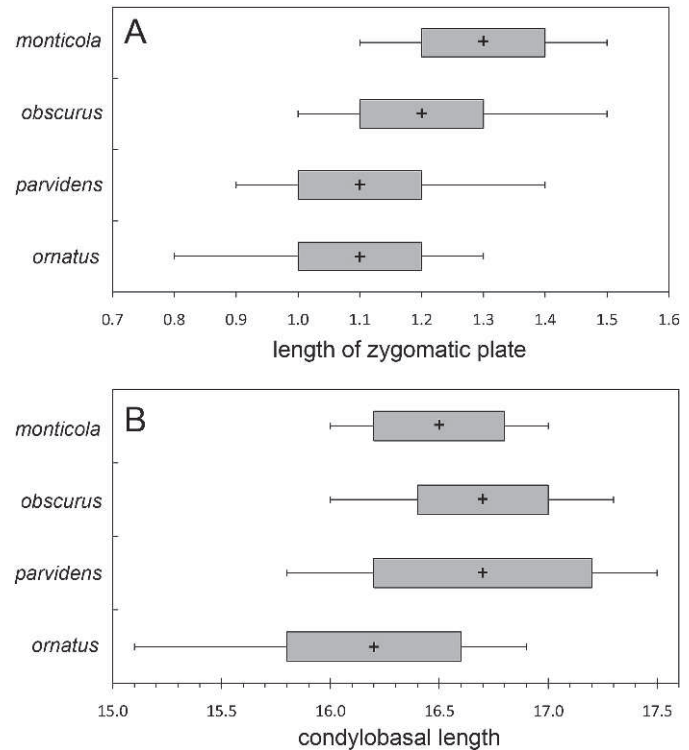 A
monticola
obscurus
parvidens
ornatus
0.7 0.8 0.9 1.0 1.1 1.2 1.3 1.4 1.5 1.6
length of zygomatic plate
B
monticola
obscurus
parvidens
ornatus
15.0 15.5 16.0 16.5 17.0 17.5
condylobasal length